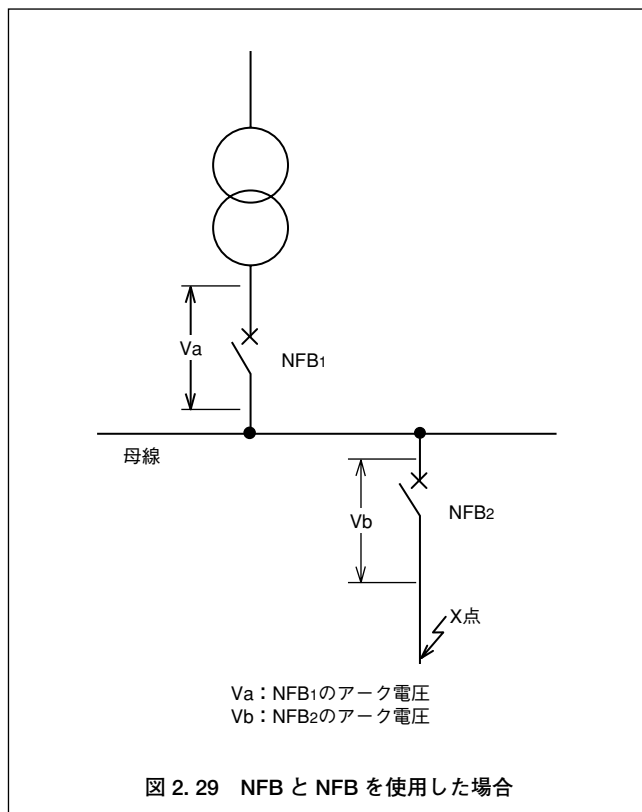 Va
NFB1
母線
Vb
NFB2
X点
Va：NFB1のアーク電圧
Vb：NFB2のアーク電圧
図 2. 29 NFB と NFB を使用した場合